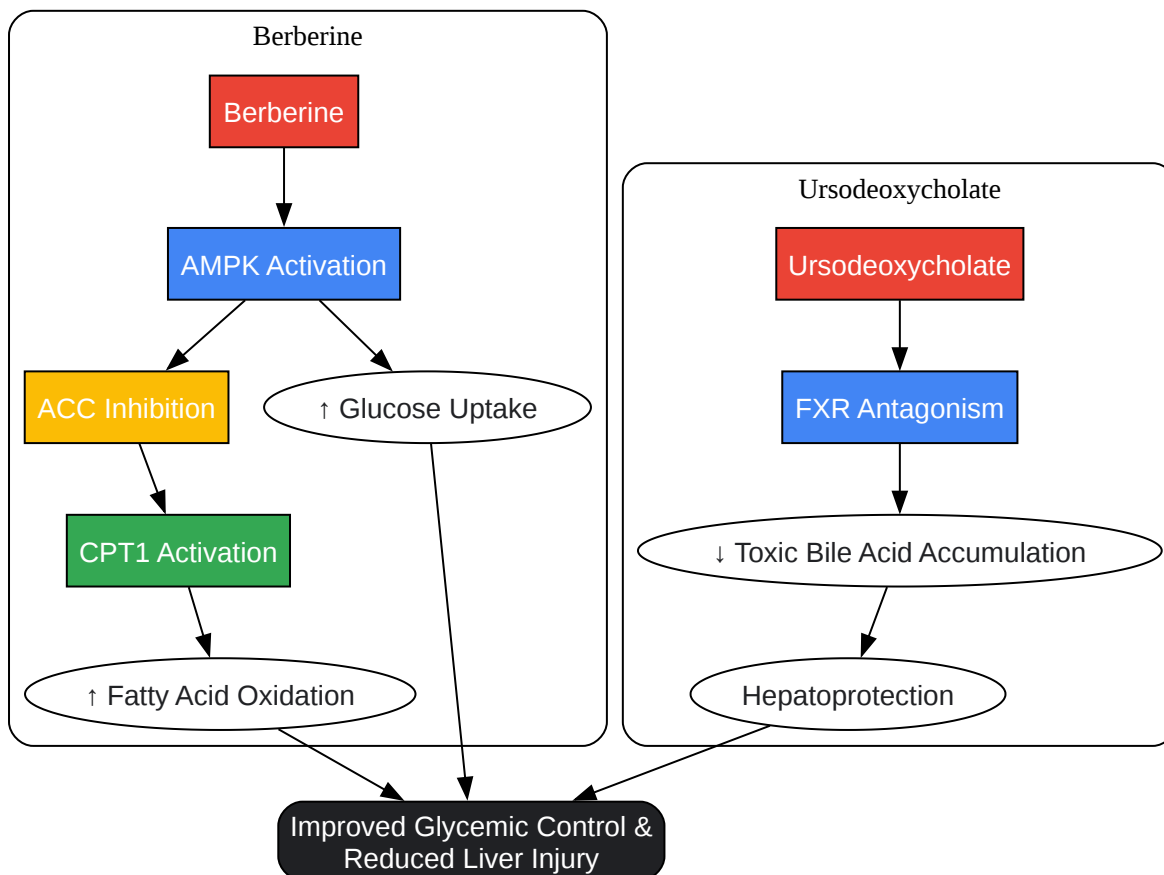 Berberine
Berberine
AMPK Activation
ACC Inhibition
↑ Glucose Uptake
CPT1 Activation
↑ Fatty Acid Oxidation
Ursodeoxycholate
Ursodeoxycholate
FXR Antagonism
↓ Toxic Bile Acid Accumulation
Hepatoprotection
Improved Glycemic Control &
Reduced Liver Injury